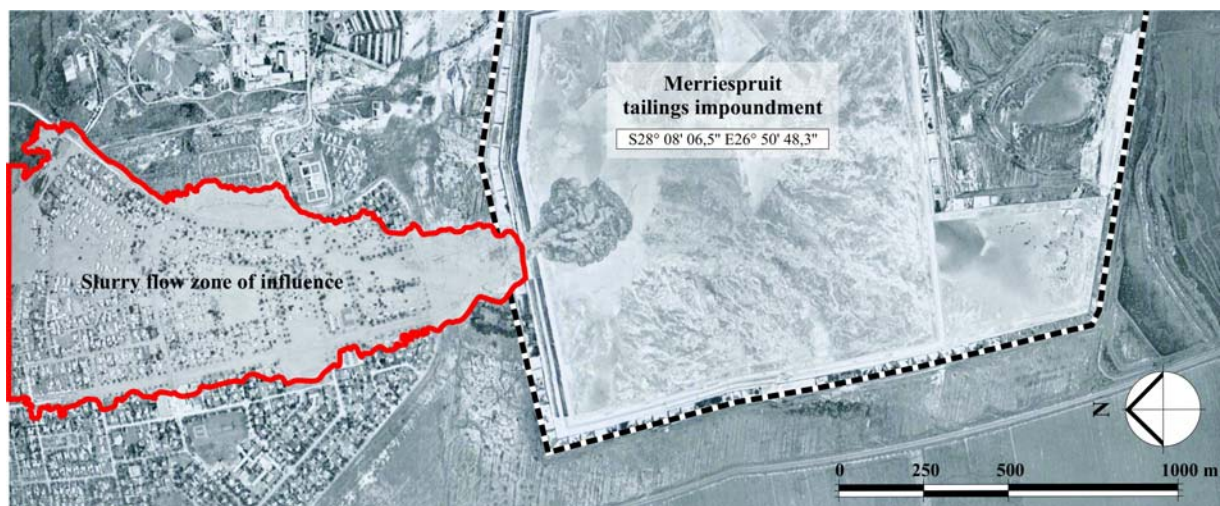 Merriespruit
tailings impoundment
S28° 08' 06,5" E26° 50' 48,3"
Slurry flow zone of influence
N
0 250 500 1000 m